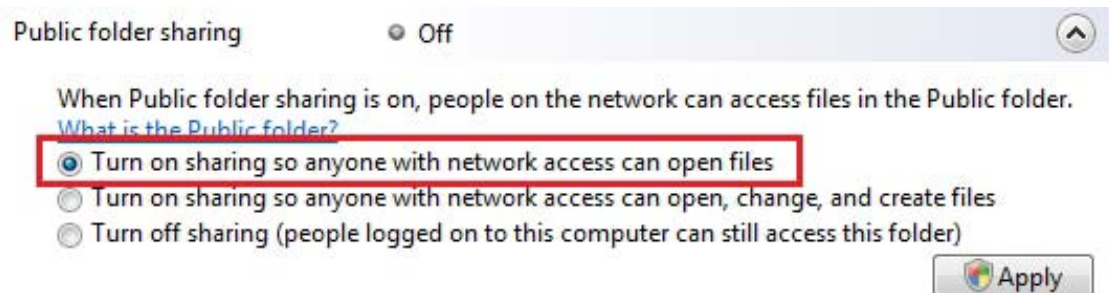 Public folder sharing Off
When Public folder sharing is on, people on the network can access files in the Public folder.
What is the Public folder?
Turn on sharing so anyone with network access can open files
Turn on sharing so anyone with network access can open, change, and create files
Turn off sharing (people logged on to this computer can still access this folder)
Apply